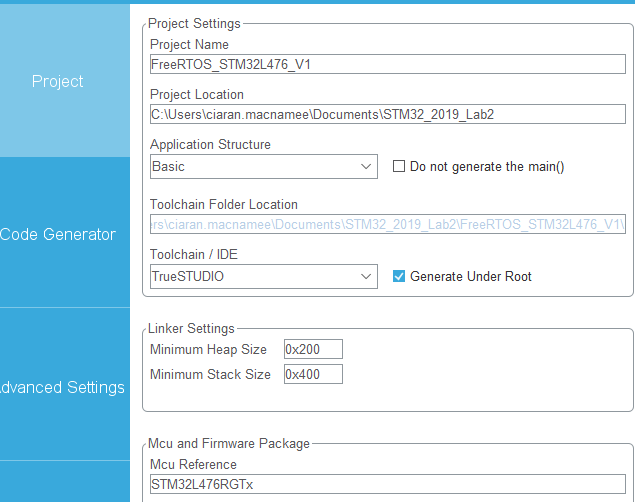 Project
Code Generator
dvanced Settings
Project Settings
Project Name
FreeRTOS_STM32L476_V1
Project Location
C:\Users\ciaran.macnamee\Documents\STM32_2019_Lab2
Application Structure
Basic
Do not generate the main()
Toolchain Folder Location
ers\ciaran.macnamee\Documents\STM32_2019_Lab2\FreeRTOS_STM32L476_V1\
Toolchain / IDE
TrueSTUDIO
Generate Under Root
Linker Settings
Minimum Heap Size 0x200
Minimum Stack Size 0x400
Mcu and Firmware Package
Mcu Reference
STM32L476RGTx